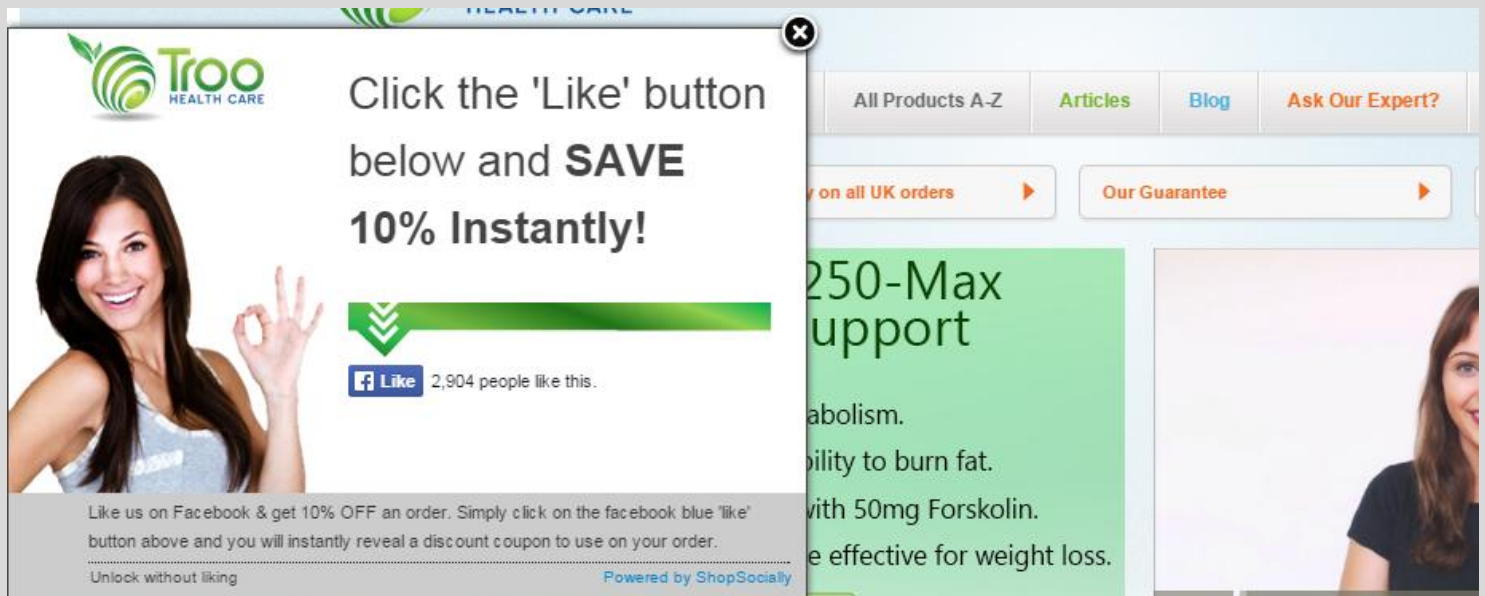 Troo
HEALTH CARE
Click the 'Like' button
below and SAVE
10% Instantly!
Like 2,904 people like this.
Like us on Facebook & get 10% OFF an order. Simply click on the facebook blue 'like'
button above and you will instantly reveal a discount coupon to use on your order.
Unlock without liking
Powered by ShopSocially
HEALTH CARE
All Products A-Z
Articles
Blog
Ask Our Expert?
on all UK orders
Our Guarantee
250-Max
upport
abolism.
ility to burn fat.
with 50mg Forskolin.
e effective for weight loss.